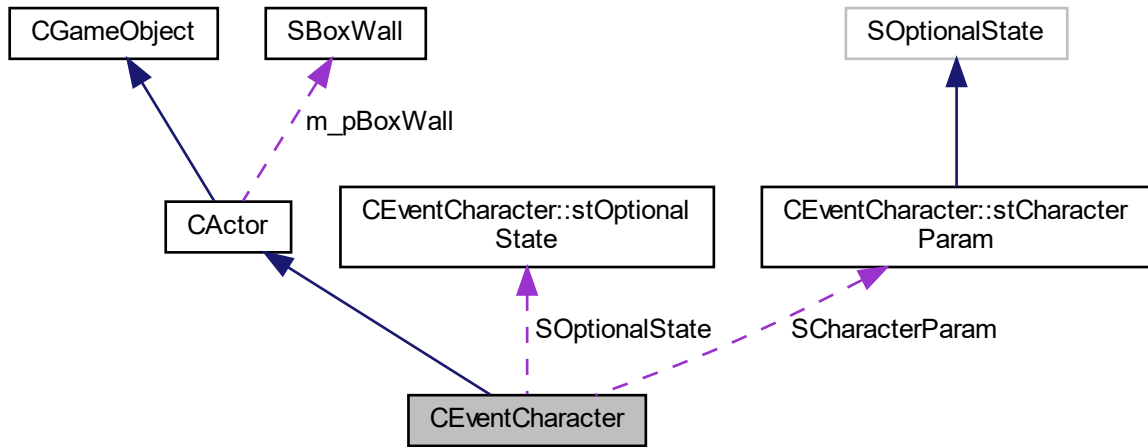 CGameObject
SBoxWall
SOptionalState
m_pBoxWall
CActor
CEventCharacter::stOptional
State
CEventCharacter::stCharacter
Param
SOptionalState
SCharacterParam
CEventCharacter